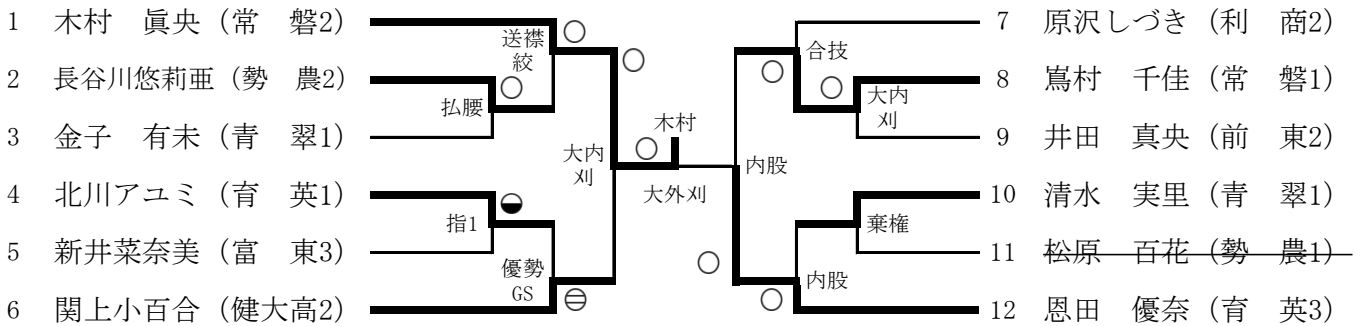 1 木村 眞央（常 磐2）
2 長谷川悠莉亜（勢 農2）
3 金子 有未（青 翠1）
4 北川アユミ（育 英1）
5 新井菜奈美（富 東3）
6 関上小百合（健大高2）
送襟
絞
払腰
大内
刈
指1
優勢
GS
木村
大外刈
合技
大内
刈
内股
棄権
内股
7 原沢しづき（利 商2）
8 嶌村 千佳（常 磐1）
9 井田 真央（前 東2）
10 清水 実里（青 翠1）
11 松原 百花（勢 農1）
12 恩田 優奈（育 英3）